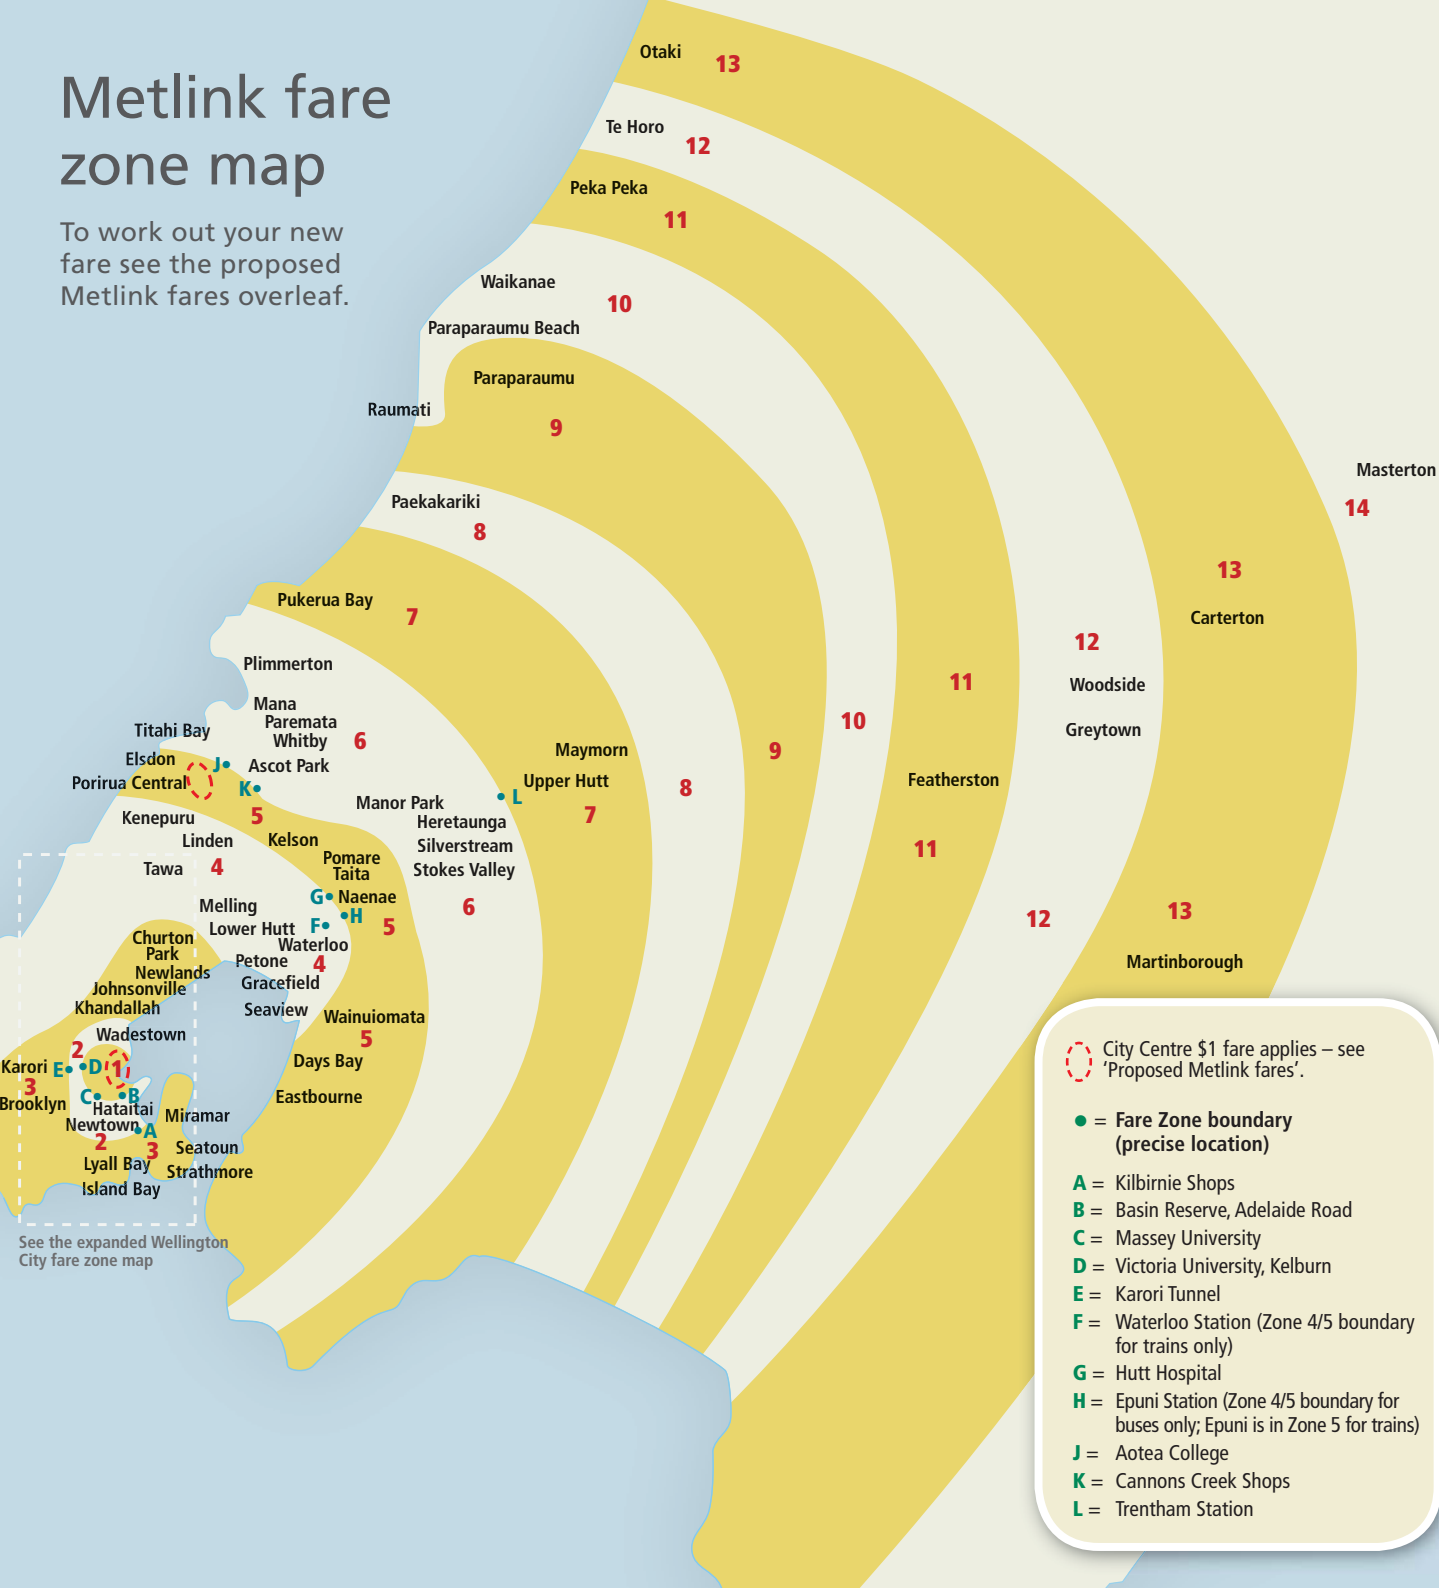 Metlink fare
zone map
To work out your new
fare see the proposed
Metlink fares overleaf.
Otaki
13
Te Horo
12
Peka Peka
11
Waikanae
10
Paraparaumu Beach
Paraparaumu
Raumati
9
Masterton
14
Paekakariki
8
13
Carterton
Pukerua Bay
7
12
Woodside
Greytown
Plimmerton
Mana
Paremata
Whitby
6
11
10
9
8
Titahi Bay
Elsdon
J
Ascot Park
Porirua Central
K
5
Maymorn
Upper Hutt
L
7
Featherston
11
Manor Park
Heretaunga
Silverstream
Stokes Valley
6
Kenepuru
Linden
Kelson
Tawa
4
Pomare
Taita
G
Naenae
H
5
Melling
Lower Hutt
F
Waterloo
Petone
4
Gracefield
Seaview
12
13
Martinborough
Churton
Park
Newlands
Johnsonville
Khandallah
Wadestown
2
Wainuiomata
5
Days Bay
Eastbourne
Karori
E
D
1
3
Brooklyn
C
B
Hataitai
Miramar
Newtown
A
2
3
Seatoun
Lyall Bay
Strathmore
Island Bay
See the expanded Wellington
City fare zone map
City Centre $1 fare applies – see
‘Proposed Metlink fares’.
= Fare Zone boundary
(precise location)
A = Kilbirnie Shops
B = Basin Reserve, Adelaide Road
C = Massey University
D = Victoria University, Kelburn
E = Karori Tunnel
F = Waterloo Station (Zone 4/5 boundary
for trains only)
G = Hutt Hospital
H = Epuni Station (Zone 4/5 boundary for
buses only; Epuni is in Zone 5 for trains)
J = Aotea College
K = Cannons Creek Shops
L = Trentham Station